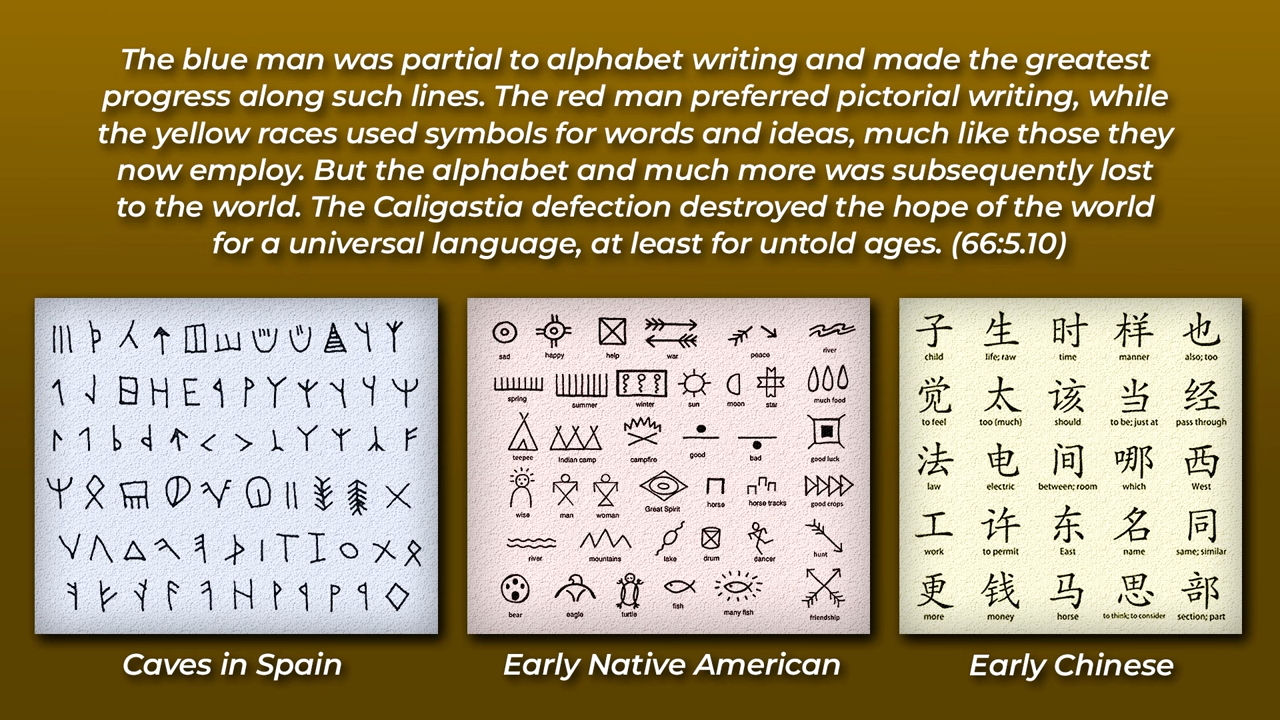 The blue man was partial to alphabet writing and made the greatest
progress along such lines. The red man preferred pictorial writing, while
the yellow races used symbols for words and ideas, much like those they
now employ. But the alphabet and much more was subsequently lost
to the world. The Caligastia defection destroyed the hope of the world
for a universal language, at least for untold ages. (66:5.10)
sad happy help war peace river
spring summer winter sun moon star much food
teepee Indian camp campfire good bad good luck
wise man woman Great Spirit horse horse tracks good crops
river mountains lake drum dancer hunt
bear eagle turtle fish many fish friendship
子 生 时 样 也
child life; raw time manner also; too
觉 太 该 当 经
to feel too (much) should to be; just at pass through
法 电 间 哪 西
law electric between; room which West
工 许 东 名 同
work to permit East name same; similar
更 钱 马 思 部
more money horse to think; to consider section; part
Caves in Spain
Early Native American
Early Chinese